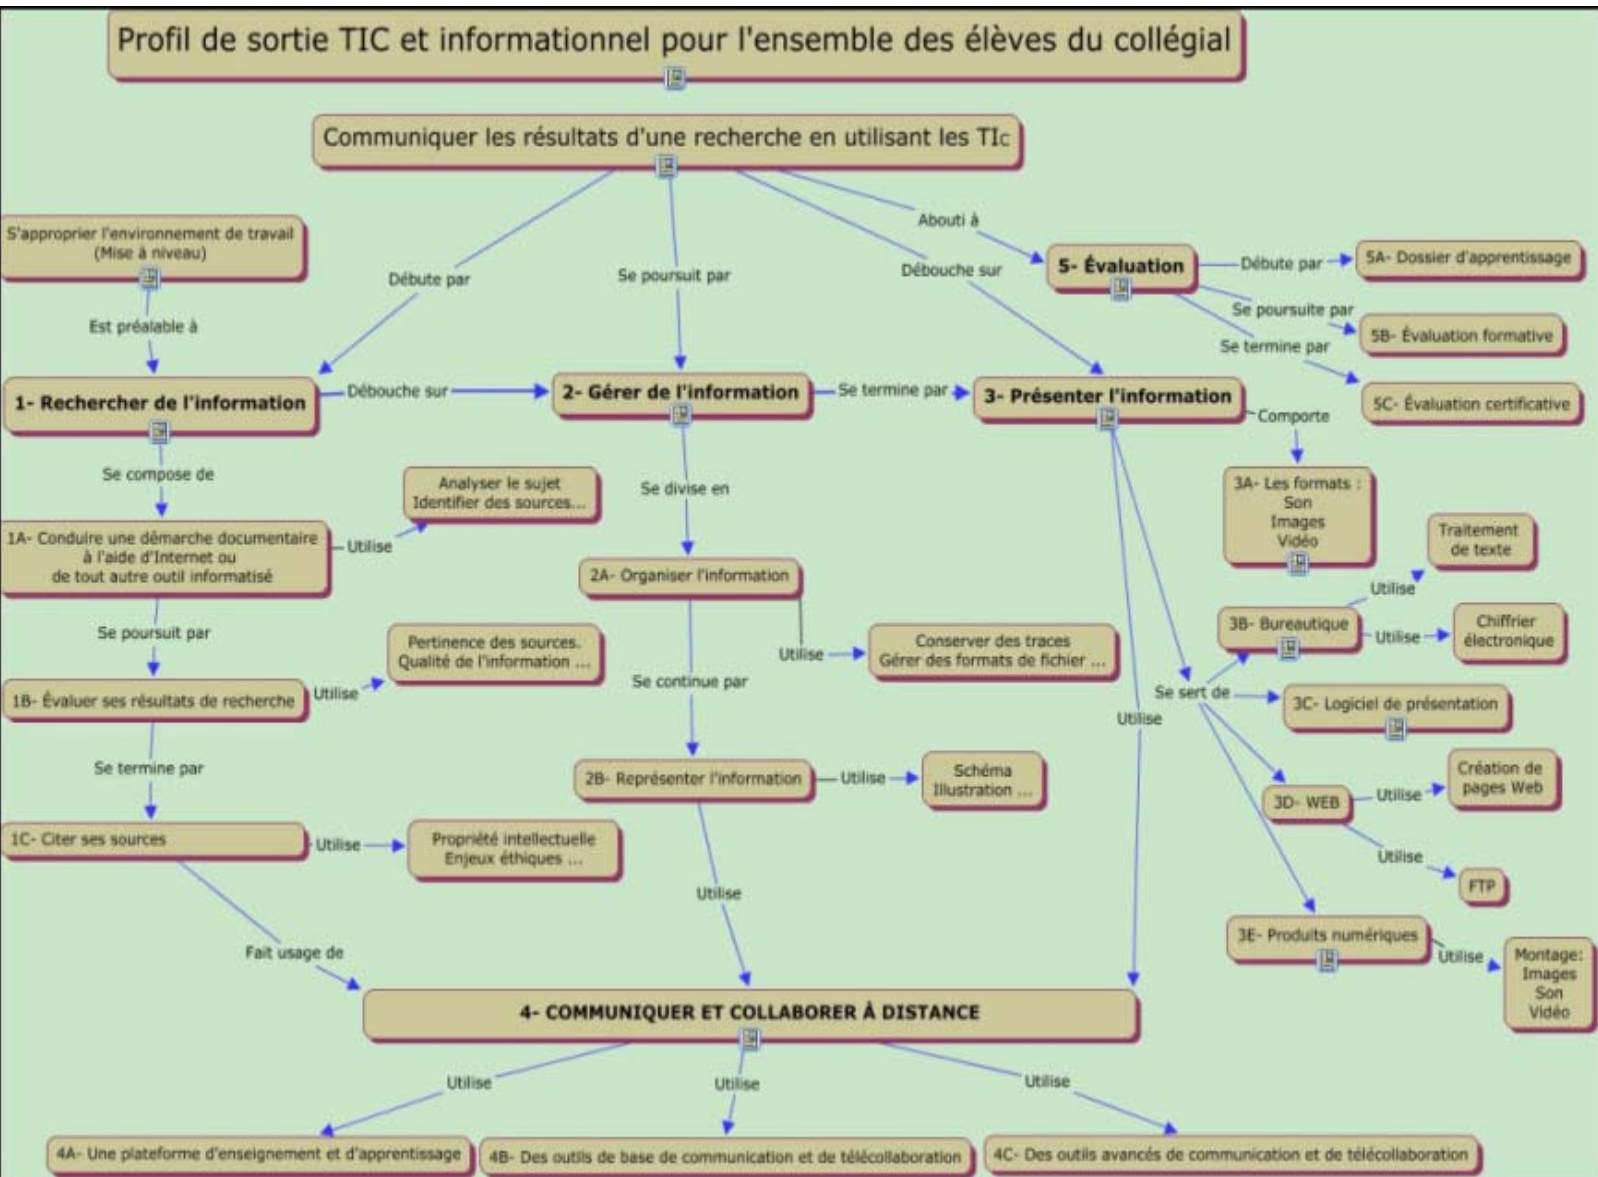 Profil de sortie TIC et informationnel pour l'ensemble des élèves du collégial
Communiquer les résultats d'une recherche en utilisant les TIC
S'approprier l'environnement de travail
(Mise à niveau)
Est préalable à
Débute par
Se poursuit par
Débouche sur
Abouti à
5- Évaluation
Débute par
5A- Dossier d'apprentissage
Se poursuite par
5B- Évaluation formative
Se termine par
5C- Évaluation certificative
1- Rechercher de l'information
Débouche sur
2- Gérer de l'information
Se termine par
3- Présenter l'information
Comporte
3A- Les formats :
Son
Images
Vidéo
Se compose de
1A- Conduire une démarche documentaire
à l'aide d'Internet ou
de tout autre outil informatisé
Utilise
Analyser le sujet
Identifier des sources...
Se poursuit par
1B- Évaluer ses résultats de recherche
Utilise
Pertinence des sources.
Qualité de l'information ...
Se termine par
1C- Citer ses sources
Utilise
Propriété intellectuelle
Enjeux éthiques ...
Fait usage de
Se divise en
2A- Organiser l'information
Utilise
Conserver des traces
Gérer des formats de fichier ...
Se continue par
2B- Représenter l'information
Utilise
Schéma
Illustration ...
Utilise
Utilise
Se sert de
3B- Bureautique
Utilise
Traitement
de texte
Utilise
Chiffrier
électronique
3C- Logiciel de présentation
3D- WEB
Utilise
Création de
pages Web
Utilise
FTP
3E- Produits numériques
Utilise
Montage:
Images
Son
Vidéo
4- COMMUNIQUER ET COLLABORER À DISTANCE
Utilise
Utilise
Utilise
4A- Une plateforme d'enseignement et d'apprentissage
4B- Des outils de base de communication et de télécollaboration
4C- Des outils avancés de communication et de télécollaboration